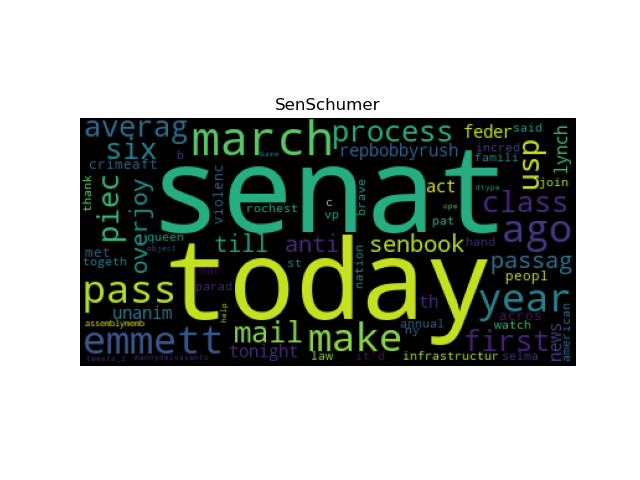 SenSchumer
averag
march
process
feder
said
six
repbobbyrush
incred
lynch
crimeaft
b
Name
famili
usp
thank
piec
overjoy
violenc
senat
brave
act
dtype
join
rochest
c
vp
class
ope
pat
ago
queen
till
anti
senbook
hand
met
object
togeth
st
nation
passag
today
peopl
pass
mar
parad
year
unanim
help
th
acros
assemblymemb
mail
make
ny
annual
watch
news
american
emmett
tonight
law
it'd
infrastructur
selma
first
tweets_2
mannydelossanto